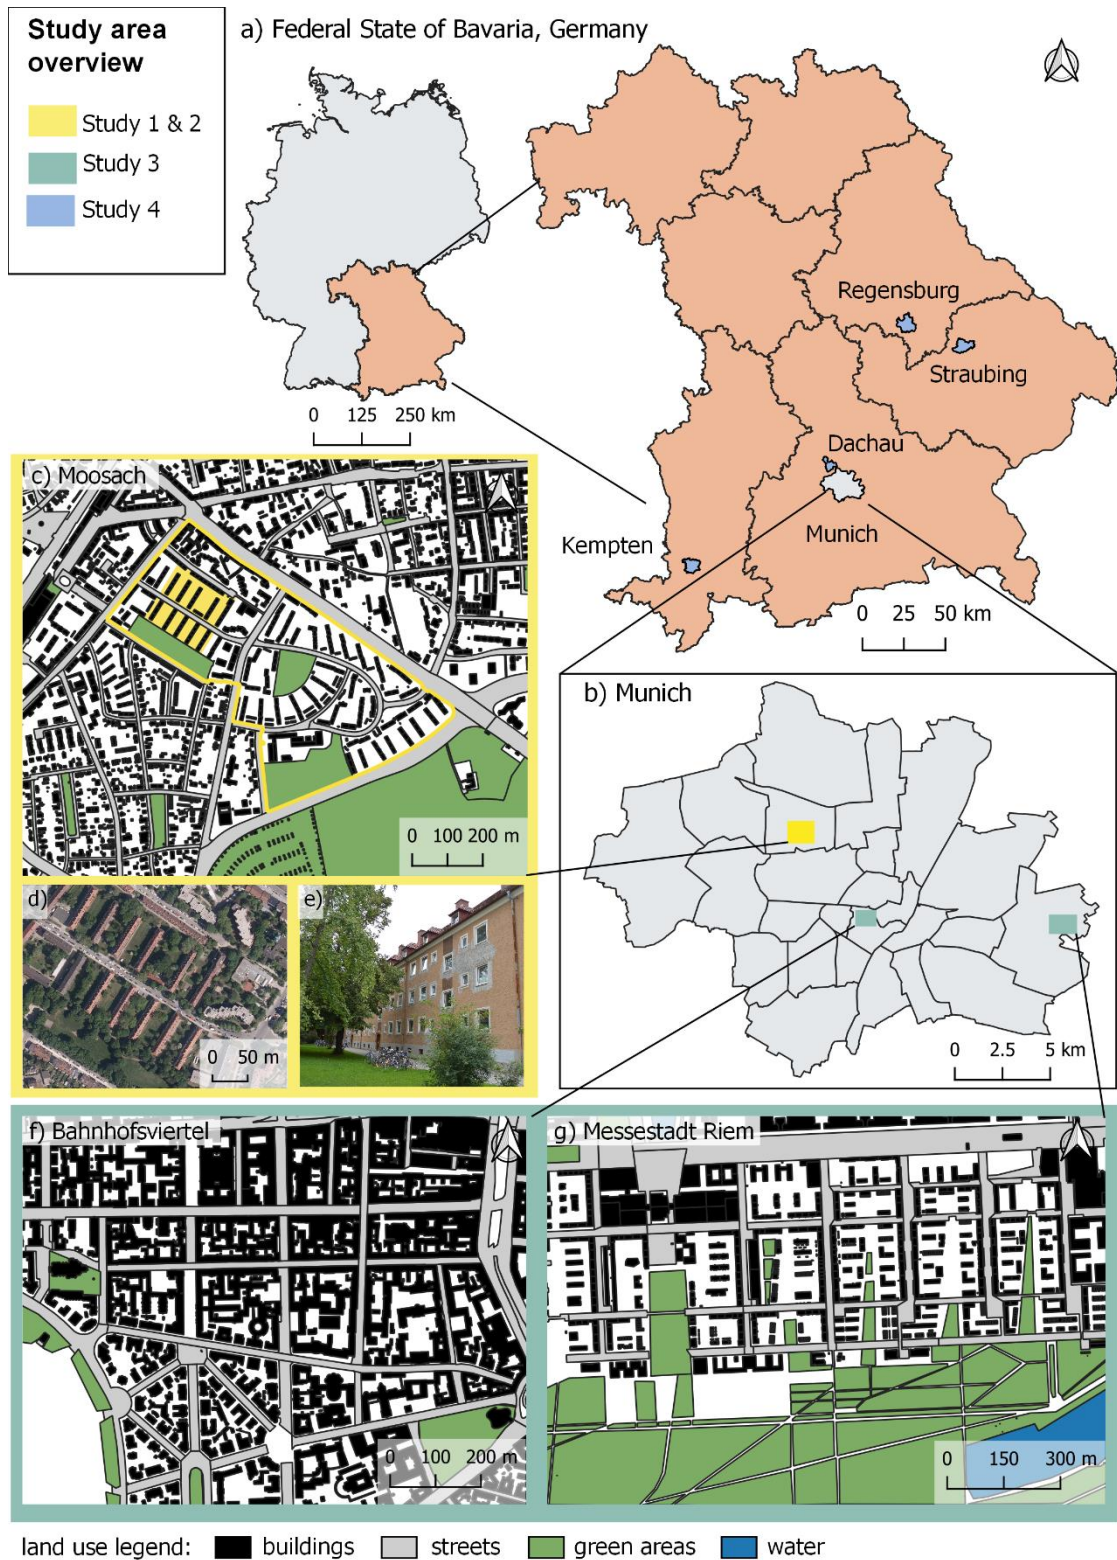 Study area
overview
Study 1 & 2
Study 3
Study 4
a) Federal State of Bavaria, Germany
0 125 250 km
Regensburg
Straubing
Dachau
Munich
Kempten
0 25 50 km
c) Moosach
0 100 200 m
b) Munich
0 2.5 5 km
d)
0 50 m
e)
f) Bahnhofsviertel
0 100 200 m
g) Messestadt Riem
0 150 300 m
land use legend: buildings streets green areas water